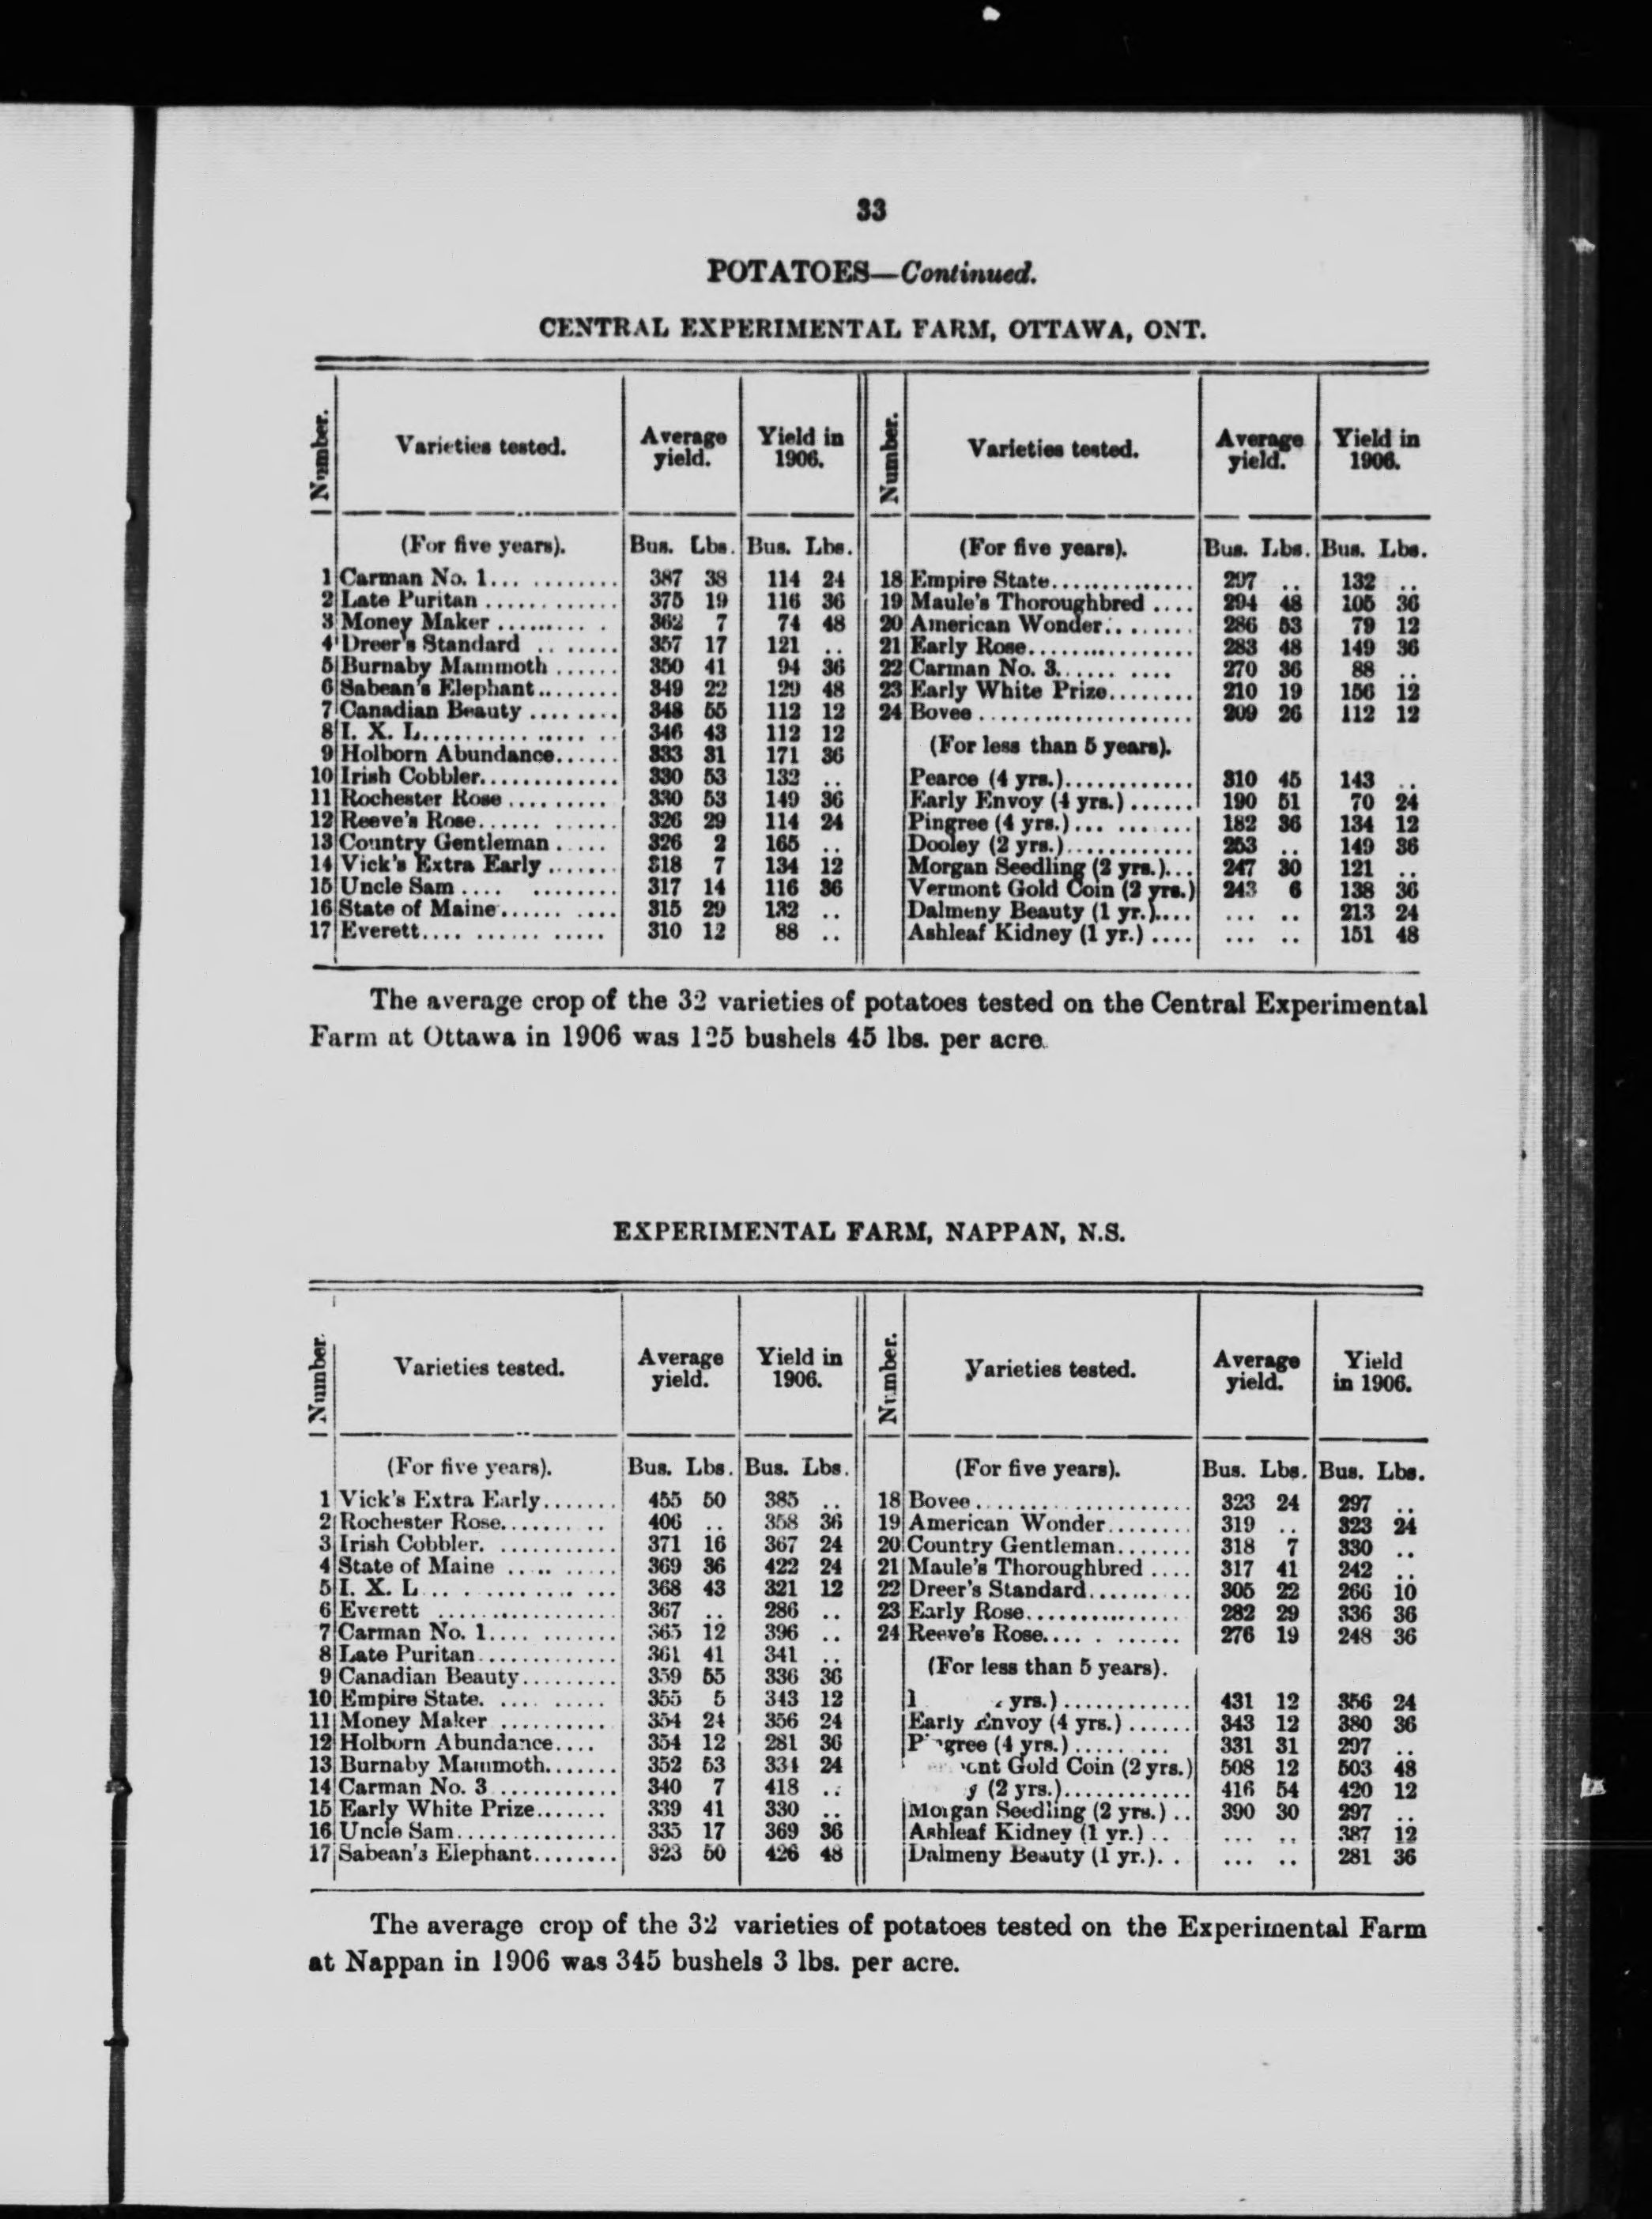 33
POTATOES—Continued.
CENTRAL EXPERIMENTAL FARM, OTTAWA, ONT.
Number. Varieties tested. Average yield. Yield in 1906. Number. Varieties tested. Average yield. Yield in 1906.
(For five years). Bus. Lbs. Bus. Lbs. (For five years). Bus. Lbs. Bus. Lbs.
1 Carman No. 1 387 38 114 24 18 Empire State 297 .. 132 ..
2 Late Puritan 375 19 116 36 19 Maule's Thoroughbred 294 48 105 36
3 Money Maker 362 7 74 48 20 American Wonder 286 53 79 12
4 Dreer's Standard 357 17 121 .. 21 Early Rose 283 48 149 36
5 Burnaby Mammoth 350 41 94 36 22 Carman No. 3 270 36 88 ..
6 Sabean's Elephant 349 22 129 48 23 Early White Prize 210 19 156 12
7 Canadian Beauty 348 55 112 12 24 Bovee 209 26 112 12
8 I. X. L. 346 43 112 12
9 Holborn Abundance 333 31 171 36 (For less than 5 years).
10 Irish Cobbler 330 53 132 .. Pearce (4 yrs.) 310 45 143 ..
11 Rochester Rose 330 53 149 36 Early Envoy (4 yrs.) 190 51 70 24
12 Reeve's Rose 326 29 114 24 Pingree (4 yrs.) 182 36 134 12
13 Country Gentleman 326 2 165 .. Dooley (2 yrs.) 253 .. 149 36
14 Vick's Extra Early 318 7 134 12 Morgan Seedling (2 yrs.) 247 30 121 ..
15 Uncle Sam 317 14 116 36 Vermont Gold Coin (2 yrs.) 243 6 138 36
16 State of Maine 315 29 132 .. Dalmeny Beauty (1 yr.) ... .. 213 24
17 Everett 310 12 88 .. Ashleaf Kidney (1 yr.) ... .. 151 48
The average crop of the 32 varieties of potatoes tested on the Central Experimental
Farm at Ottawa in 1906 was 125 bushels 45 lbs. per acre.
EXPERIMENTAL FARM, NAPPAN, N.S.
Number. Varieties tested. Average yield. Yield in 1906. Number. Varieties tested. Average yield. Yield in 1906.
(For five years). Bus. Lbs. Bus. Lbs. (For five years). Bus. Lbs. Bus. Lbs.
1 Vick's Extra Early 455 50 385 .. 18 Bovee 323 24 297 ..
2 Rochester Rose 406 .. 358 36 19 American Wonder 319 .. 323 24
3 Irish Cobbler 371 16 367 24 20 Country Gentleman 318 7 330 ..
4 State of Maine 369 36 422 24 21 Maule's Thoroughbred 317 41 242 ..
5 I. X. L 368 43 321 12 22 Dreer's Standard 305 22 266 10
6 Everett 367 .. 286 .. 23 Early Rose 282 29 336 36
7 Carman No. 1 365 12 396 .. 24 Reeve's Rose 276 19 248 36
8 Late Puritan 361 41 341 ..
9 Canadian Beauty 359 55 336 36 (For less than 5 years).
10 Empire State 355 5 343 12 yrs.) 431 12 356 24
11 Money Maker 354 24 356 24 Early Envoy (4 yrs.) 343 12 380 36
12 Holborn Abundance 354 12 281 36 Pingree (4 yrs.) 331 31 297 ..
13 Burnaby Mammoth 352 53 334 24 Gold Coin (2 yrs.) 508 12 503 48
14 Carman No. 3 340 7 418 .. (2 yrs.) 416 54 420 12
15 Early White Prize 339 41 330 .. Morgan Seedling (2 yrs.) 390 30 297 ..
16 Uncle Sam 335 17 369 36 Ashleaf Kidney (1 yr.) ... .. 387 12
17 Sabean's Elephant 323 50 426 48 Dalmeny Beauty (1 yr.) ... .. 281 36
The average crop of the 32 varieties of potatoes tested on the Experimental Farm
at Nappan in 1906 was 345 bushels 3 lbs. per acre.